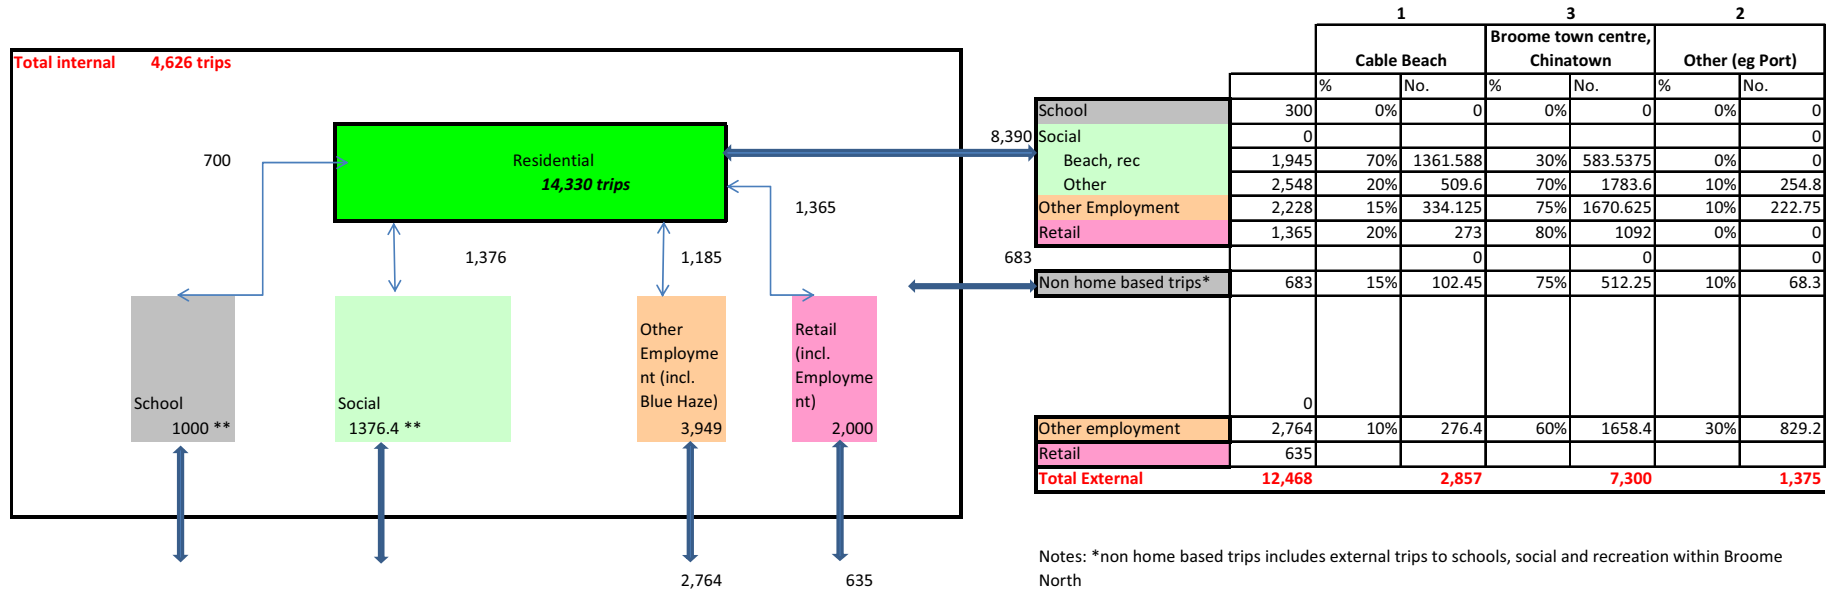 1 3 2
Broome town centre,
Cable Beach Chinatown Other (eg Port)
% No. % No. % No.
Total internal 4,626 trips
School 300 0% 0 0% 0 0% 0
8,390 Social 0 0
700 Residential Beach, rec 1,945 70% 1361.588 30% 583.5375 0% 0
14,330 trips Other 2,548 20% 509.6 70% 1783.6 10% 254.8
1,365 Other Employment 2,228 15% 334.125 75% 1670.625 10% 222.75
Retail 1,365 20% 273 80% 1092 0% 0
1,376 1,185 683 0 0 0
Non home based trips* 683 15% 102.45 75% 512.25 10% 68.3
Other Retail
Employme (incl.
nt (incl. Employme
School Social Blue Haze) nt) 0
1000 ** 1376.4 ** 3,949 2,000 Other employment 2,764 10% 276.4 60% 1658.4 30% 829.2
Retail 635
Total External 12,468 2,857 7,300 1,375
Notes: *non home based trips includes external trips to schools, social and recreation within Broome
2,764 635 North